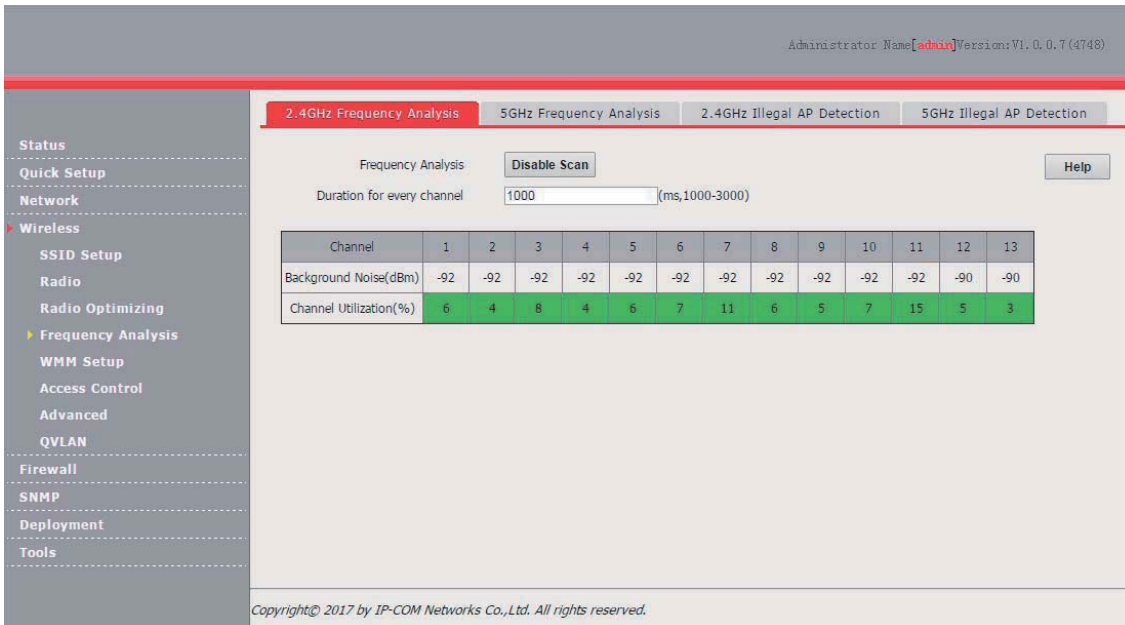 Administrator Name[admin]Version:V1.0.0.7(4748)
2.4GHz Frequency Analysis 5GHz Frequency Analysis 2.4GHz Illegal AP Detection 5GHz Illegal AP Detection
Status
Quick Setup
Network
Wireless
SSID Setup
Radio
Radio Optimizing
Frequency Analysis
WMM Setup
Access Control
Advanced
QVLAN
Firewall
SNMP
Deployment
Tools
Frequency Analysis Disable Scan Help
Duration for every channel 1000 (ms,1000-3000)
Channel 1 2 3 4 5 6 7 8 9 10 11 12 13
Background Noise(dBm) -92 -92 -92 -92 -92 -92 -92 -92 -92 -92 -92 -90 -90
Channel Utilization(%) 6 4 8 4 6 7 11 6 5 7 15 5 3
Copyright© 2017 by IP-COM Networks Co.,Ltd. All rights reserved.